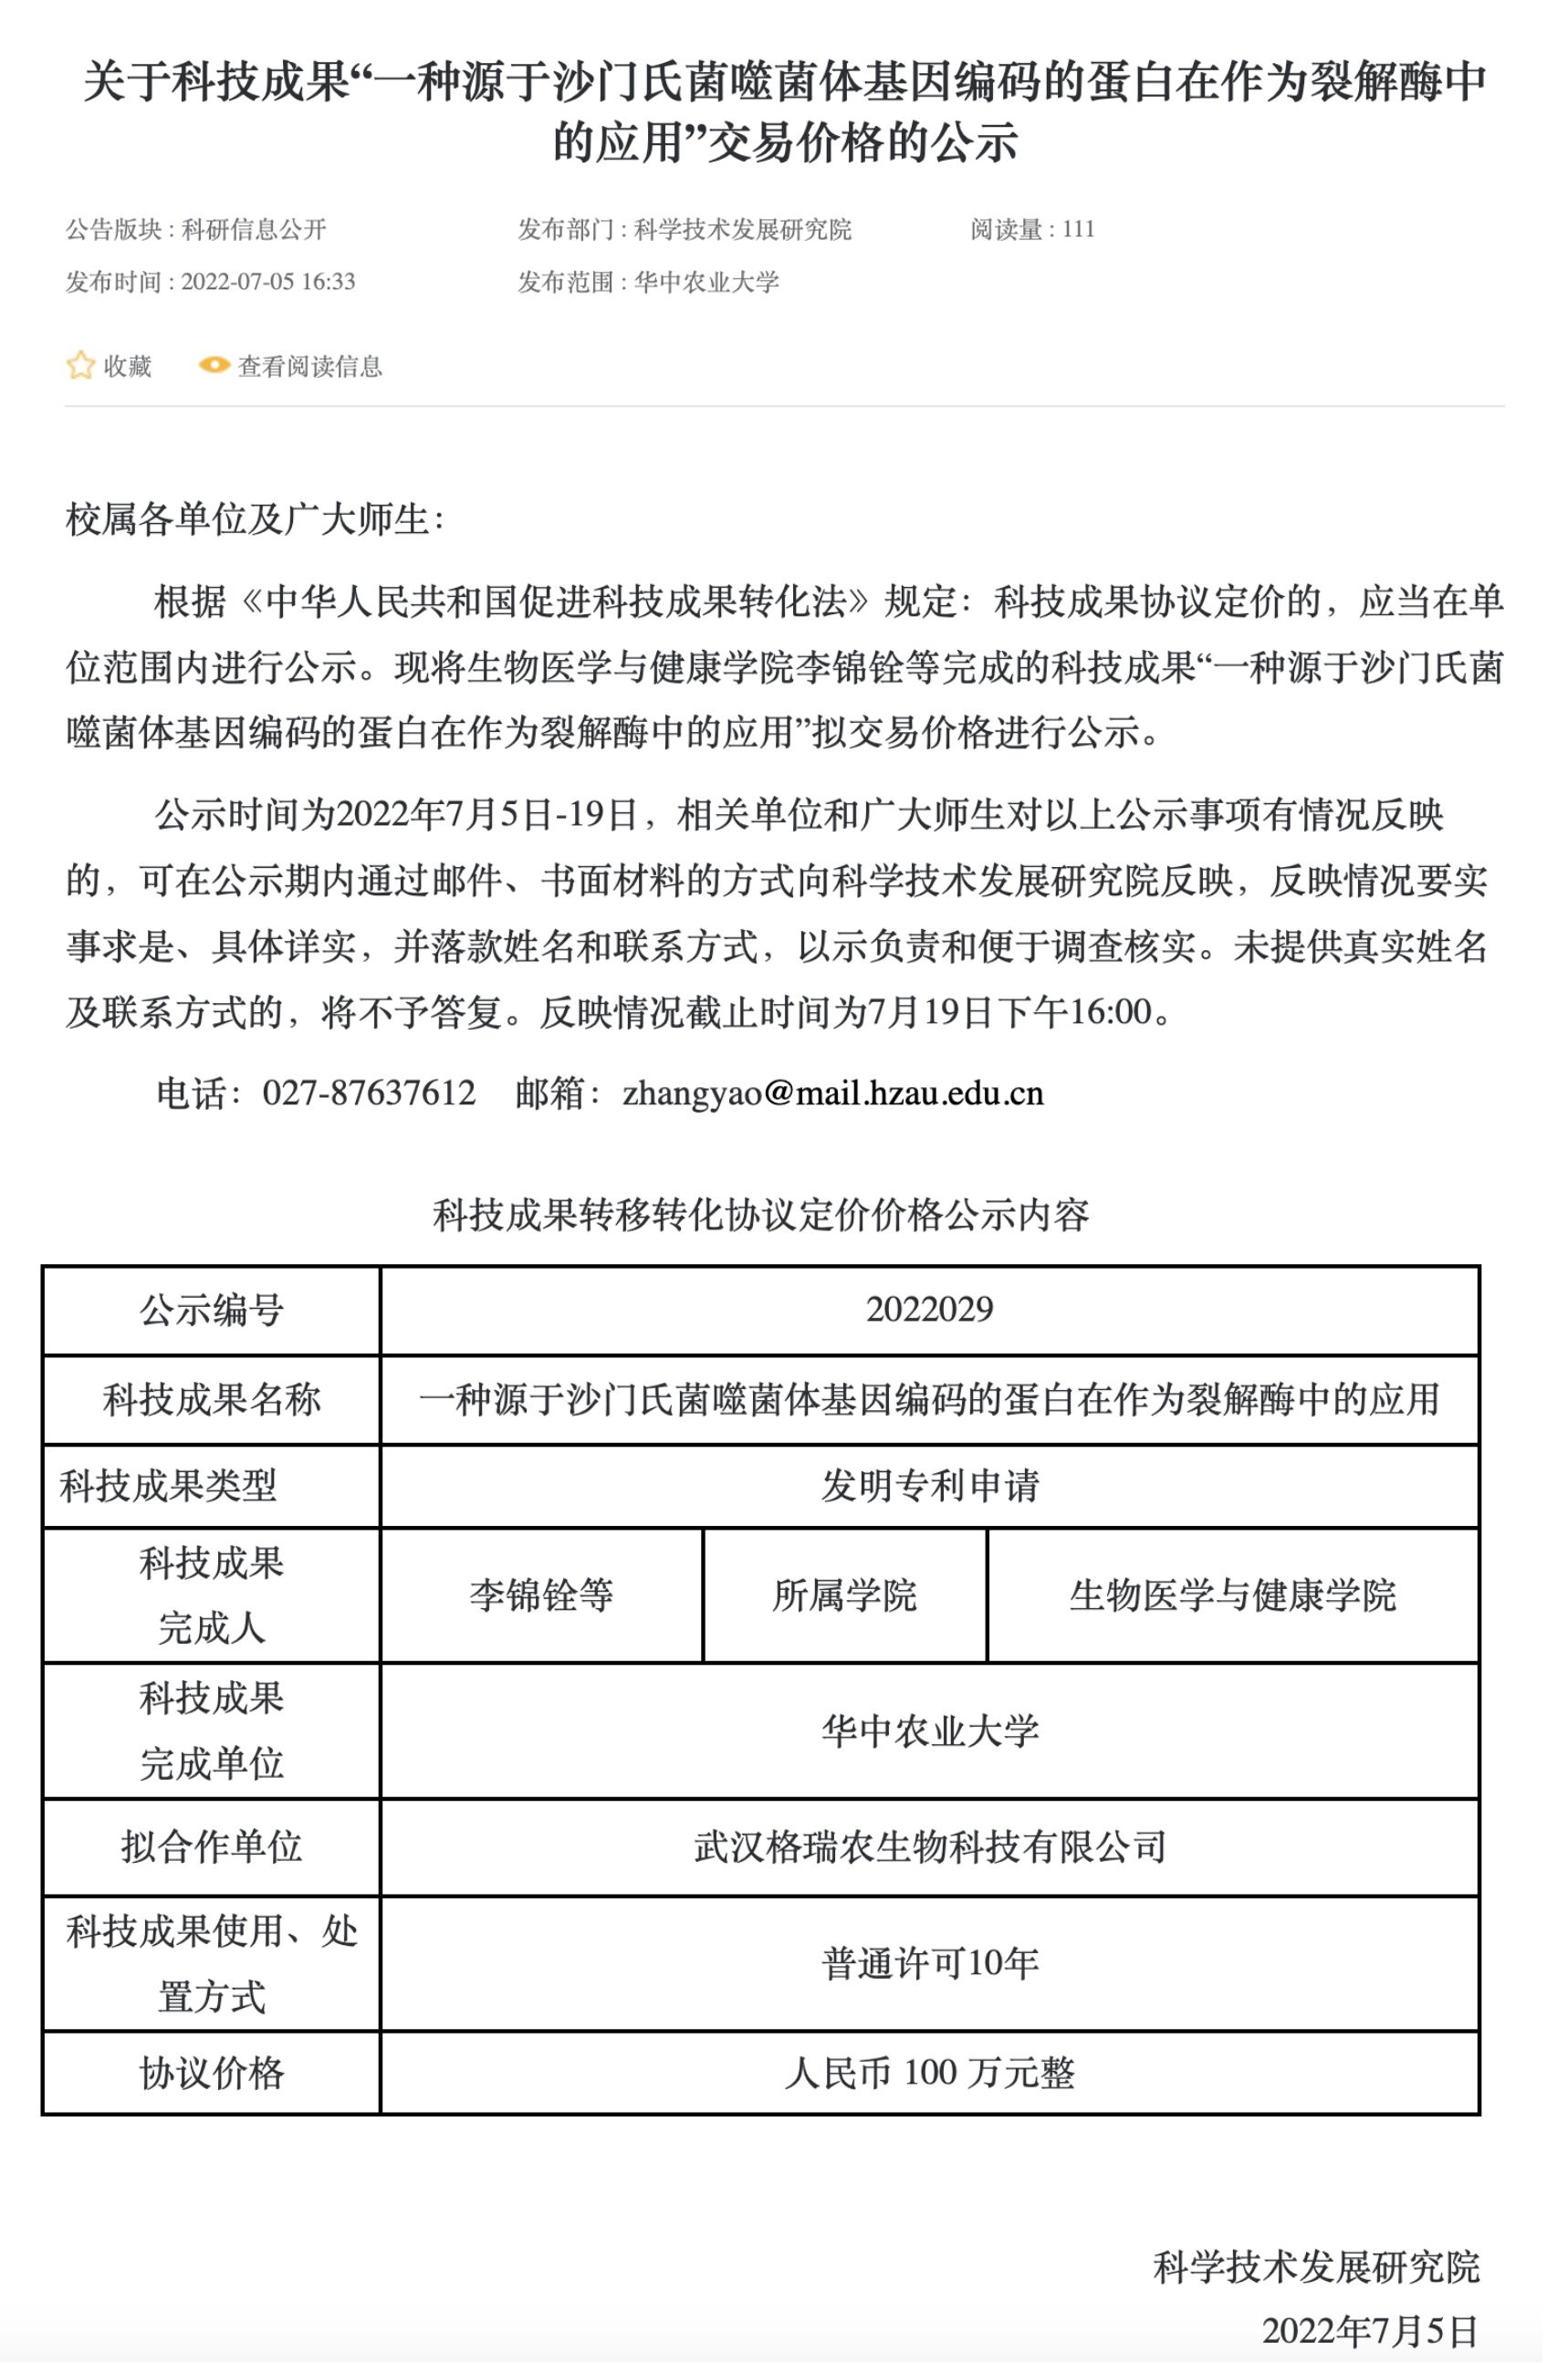 关于科技成果“一种源于沙门氏菌噬菌体基因编码的蛋白在作为裂解酶中
的应用”交易价格的公示
公告版块 : 科研信息公开 发布部门 : 科学技术发展研究院 阅读量 : 111
发布时间 : 2022-07-05 16:33 发布范围 : 华中农业大学
收藏 查看阅读信息
校属各单位及广大师生：
根据《中华人民共和国促进科技成果转化法》规定：科技成果协议定价的，应当在单
位范围内进行公示。现将生物医学与健康学院李锦铨等完成的科技成果“一种源于沙门氏菌
噬菌体基因编码的蛋白在作为裂解酶中的应用”拟交易价格进行公示。
公示时间为2022年7月5日-19日，相关单位和广大师生对以上公示事项有情况反映
的，可在公示期内通过邮件、书面材料的方式向科学技术发展研究院反映，反映情况要实
事求是、具体详实，并落款姓名和联系方式，以示负责和便于调查核实。未提供真实姓名
及联系方式的，将不予答复。反映情况截止时间为7月19日下午16:00。
电话：027-87637612 邮箱：zhangyao@mail.hzau.edu.cn
科技成果转移转化协议定价价格公示内容
公示编号 2022029
科技成果名称 一种源于沙门氏菌噬菌体基因编码的蛋白在作为裂解酶中的应用
科技成果类型 发明专利申请
科技成果
完成人 李锦铨等 所属学院 生物医学与健康学院
科技成果
完成单位 华中农业大学
拟合作单位 武汉格瑞农生物科技有限公司
科技成果使用、处
置方式 普通许可10年
协议价格 人民币 100 万元整
科学技术发展研究院
2022年7月5日